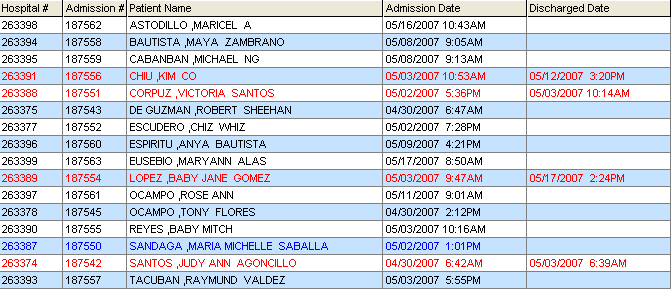 Hospital # Admission # Patient Name Admission Date Discharged Date
263398 187562 ASTODILLO ,MARICEL A 05/16/2007 10:43AM
263394 187558 BAUTISTA ,MAYA ZAMBRANO 05/08/2007 9:05AM
263395 187559 CABANBAN ,MICHAEL NG 05/08/2007 9:13AM
263391 187556 CHIU ,KIM CO 05/03/2007 10:53AM 05/12/2007 3:20PM
263388 187551 CORPUZ ,VICTORIA SANTOS 05/02/2007 5:36PM 05/03/2007 10:14AM
263375 187543 DE GUZMAN ,ROBERT SHEEHAN 04/30/2007 6:47AM
263377 187552 ESCUDERO ,CHIZ WHIZ 05/02/2007 7:28PM
263396 187560 ESPIRITU ,ANYA BAUTISTA 05/09/2007 4:21PM
263399 187563 EUSEBIO ,MARYANN ALAS 05/17/2007 8:50AM
263389 187554 LOPEZ ,BABY JANE GOMEZ 05/03/2007 9:47AM 05/17/2007 2:24PM
263397 187561 OCAMPO ,ROSE ANN 05/11/2007 9:01AM
263378 187545 OCAMPO ,TONY FLORES 04/30/2007 2:12PM
263390 187555 REYES ,BABY MITCH 05/03/2007 10:16AM
263387 187550 SANDAGA ,MARIA MICHELLE SABALLA 05/02/2007 1:01PM
263374 187542 SANTOS ,JUDY ANN AGONCILLO 04/30/2007 6:42AM 05/03/2007 6:39AM
263393 187557 TACUBAN ,RAYMUND VALDEZ 05/03/2007 5:55PM